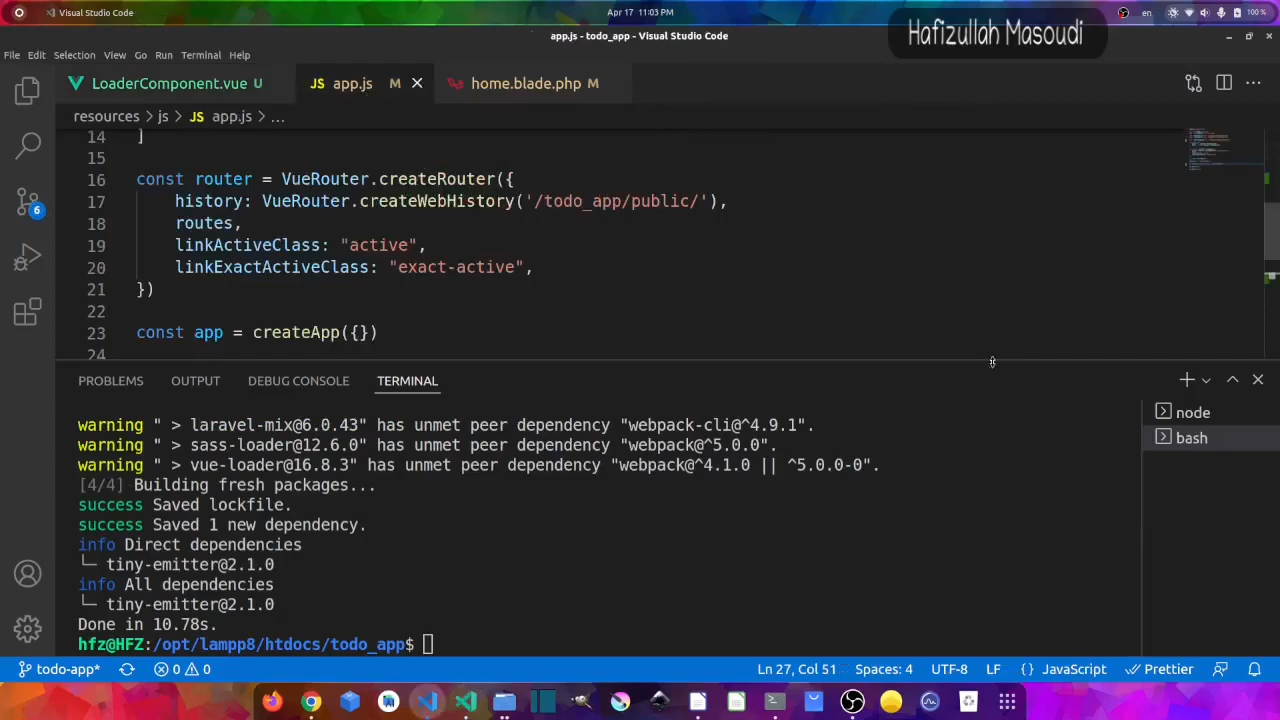 Visual Studio Code
Apr 17 11:03 PM
en
100 %
Hafizullah Masoudi
app.js - todo_app - Visual Studio Code
File Edit Selection View Go Run Terminal Help
LoaderComponent.vue U
JS app.js M
home.blade.php M
resources > js > JS app.js > ...
14 ]
15
16 const router = VueRouter.createRouter({
17 history: VueRouter.createWebHistory('/todo_app/public/'),
18 routes,
19 linkActiveClass: "active",
20 linkExactActiveClass: "exact-active",
21 })
22
23 const app = createApp({})
24
6
PROBLEMS OUTPUT DEBUG CONSOLE TERMINAL
warning " > laravel-mix@6.0.43" has unmet peer dependency "webpack-cli@^4.9.1".
warning " > sass-loader@12.6.0" has unmet peer dependency "webpack@^5.0.0".
warning " > vue-loader@16.8.3" has unmet peer dependency "webpack@^4.1.0 || ^5.0.0-0".
[4/4] Building fresh packages...
success Saved lockfile.
success Saved 1 new dependency.
info Direct dependencies
└─ tiny-emitter@2.1.0
info All dependencies
└─ tiny-emitter@2.1.0
Done in 10.78s.
hfz@HFZ:/opt/lampp8/htdocs/todo_app$
node
bash
todo-app* 0 0 Ln 27, Col 51 Spaces: 4 UTF-8 LF {} JavaScript Prettier